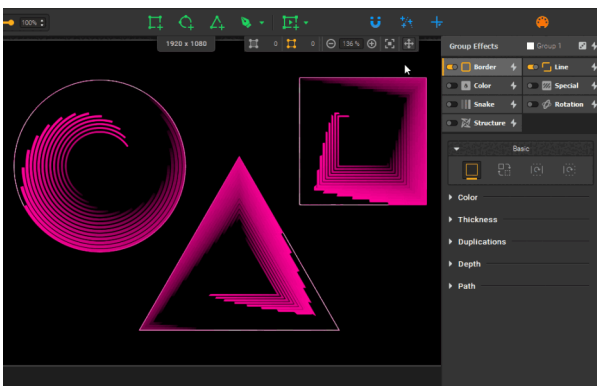 100%
1920 x 1080
0
0
136 %
Group Effects
Group 1
Border
Line
Color
Special
Snake
Rotation
Structure
Basic
Color
Thickness
Duplications
Depth
Path